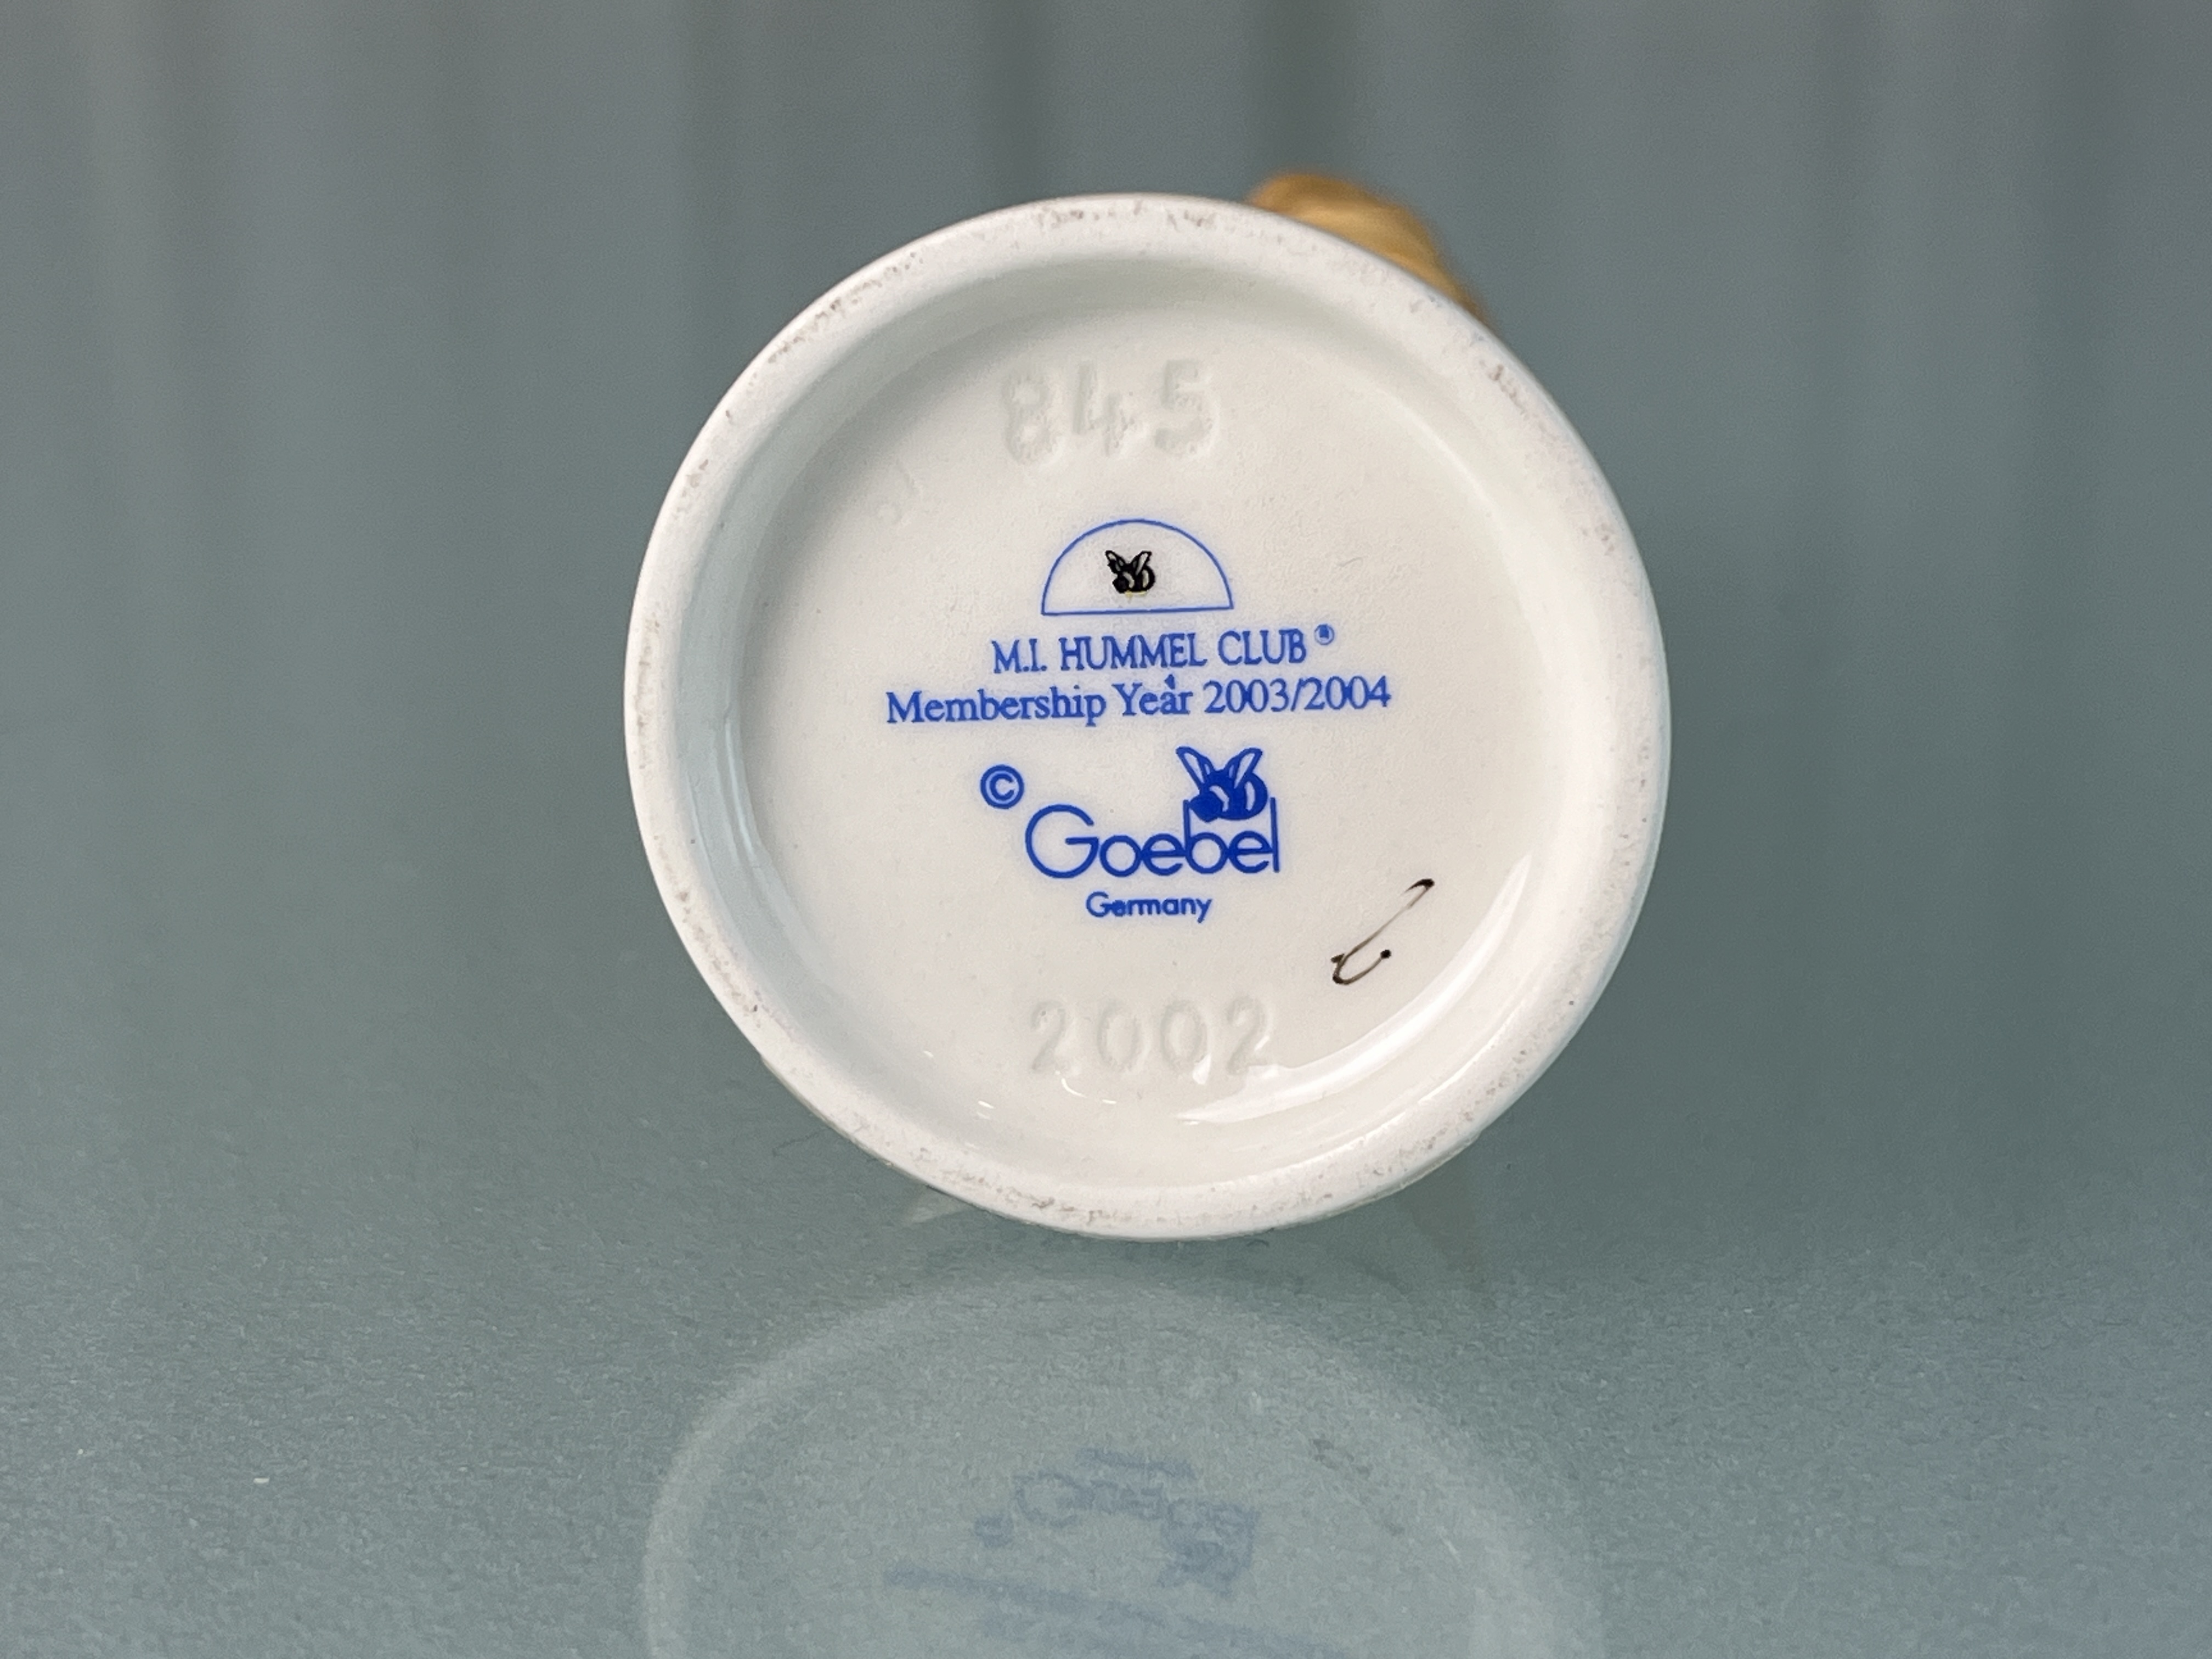 845
M.I. HUMMEL CLUB®
Membership Year 2003/2004
© Goebel
Germany
2002